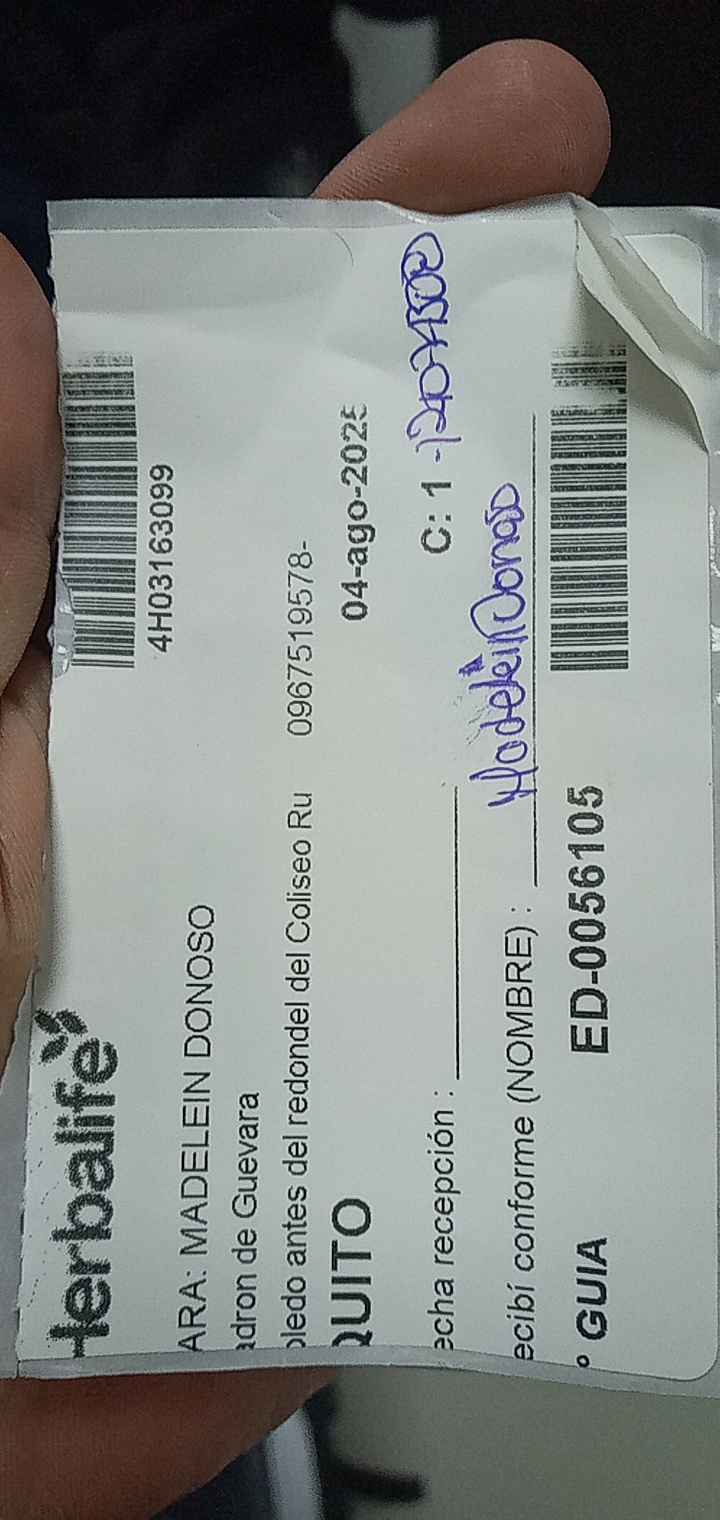 Herbalife
4H03163099
ARA: MADELEIN DONOSO
adron de Guevara
oledo antes del redondel del Coliseo Ru 0967519578-
QUITO 04-ago-2025
echa recepción : C: 1
ecibí conforme (NOMBRE) : Madelein Donoso
° GUIA ED-0056105